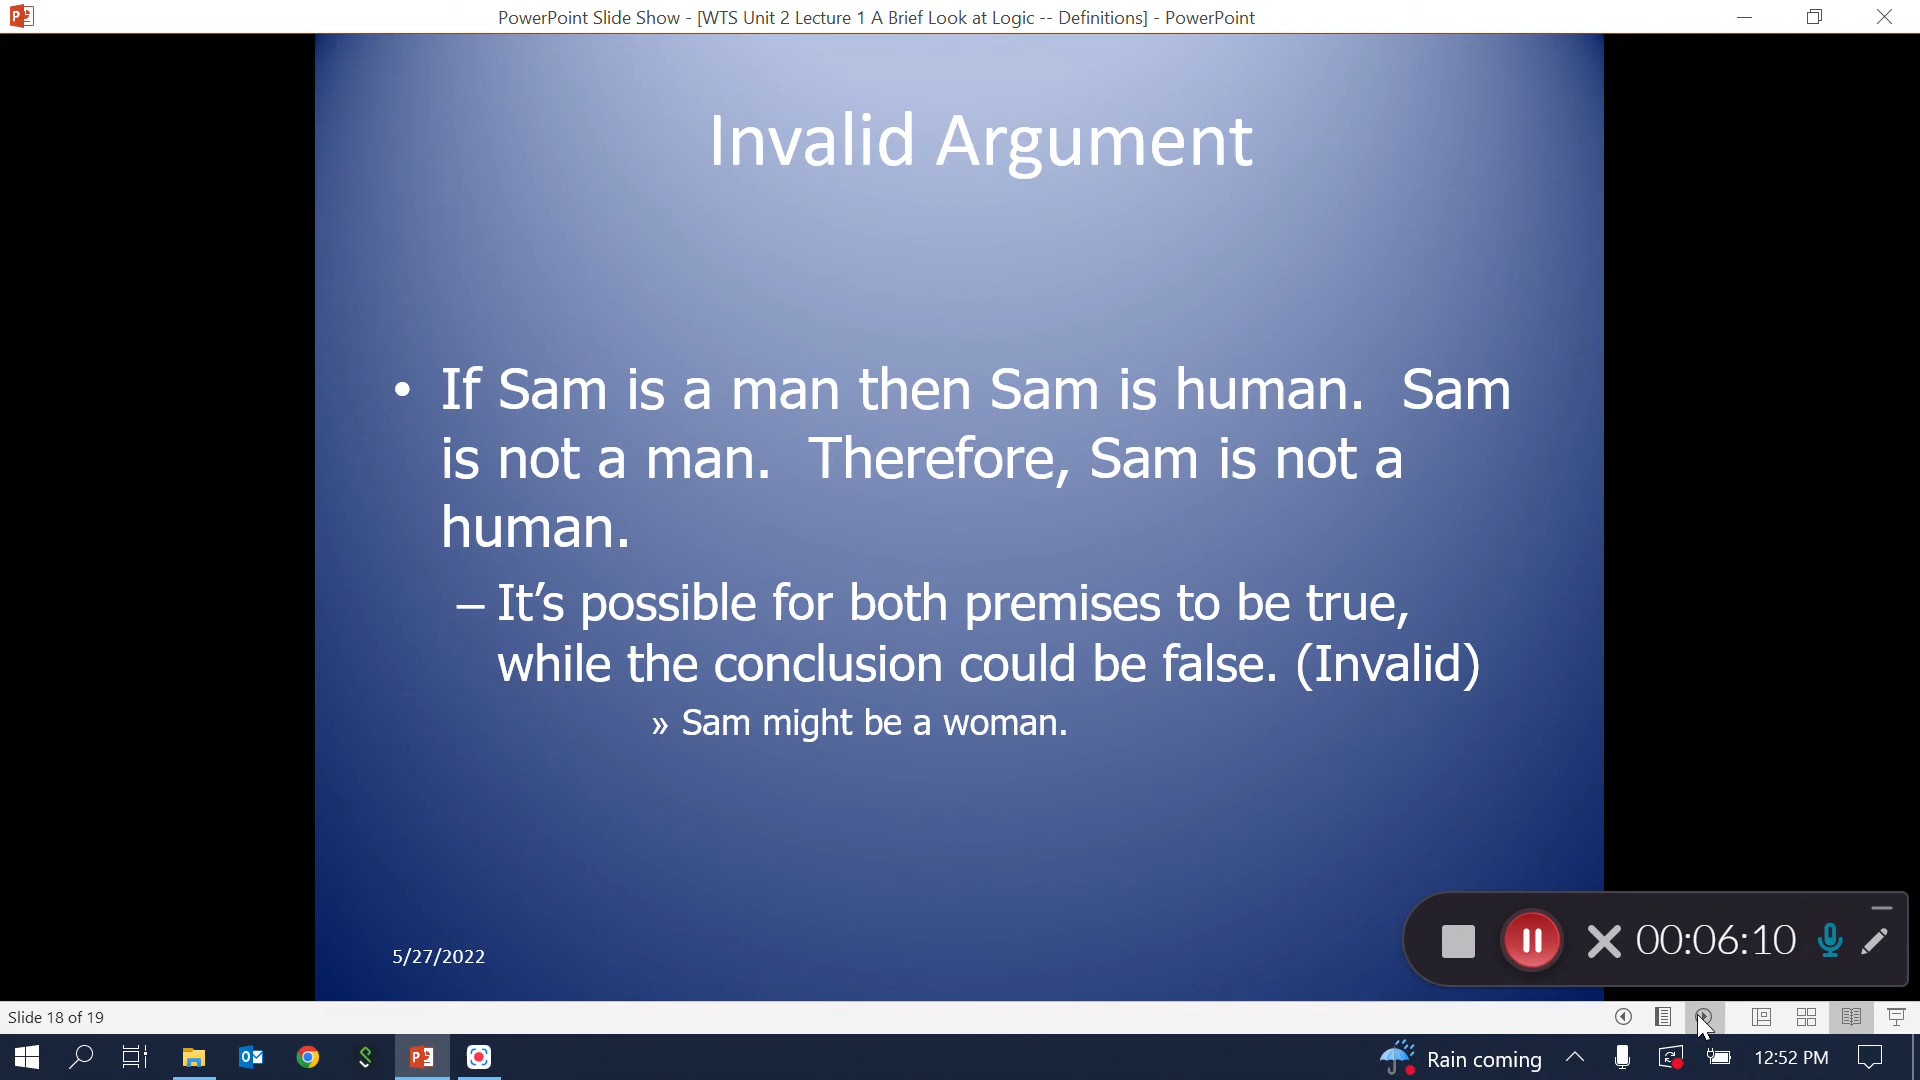 PowerPoint Slide Show - [WTS Unit 2 Lecture 1 A Brief Look at Logic -- Definitions] - PowerPoint
Invalid Argument
• If Sam is a man then Sam is human.  Sam
is not a man.  Therefore, Sam is not a
human.
– It’s possible for both premises to be true,
while the conclusion could be false. (Invalid)
» Sam might be a woman.
00:06:10
5/27/2022
Slide 18 of 19
Rain coming
12:52 PM